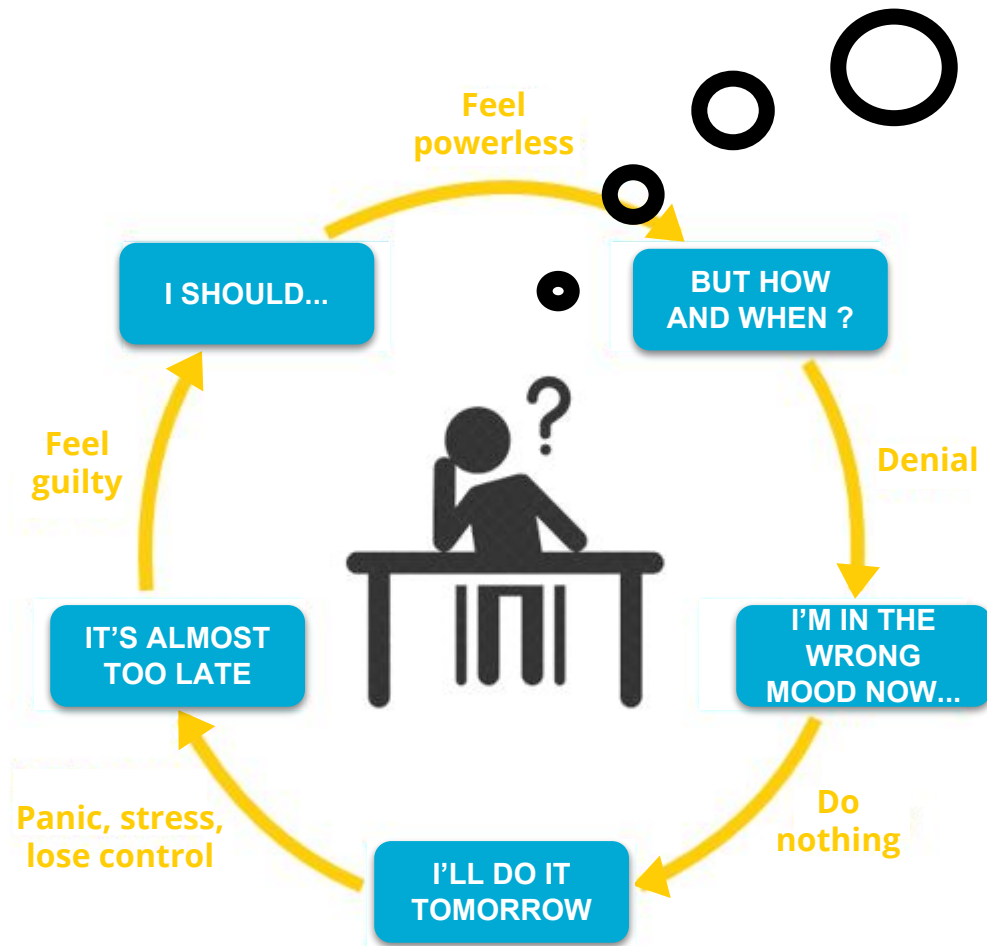 Feel
powerless
I SHOULD...
BUT HOW
AND WHEN ?
Denial
I’M IN THE
WRONG
MOOD NOW...
Do
nothing
I’LL DO IT
TOMORROW
Panic, stress,
lose control
IT’S ALMOST
TOO LATE
Feel
guilty
?